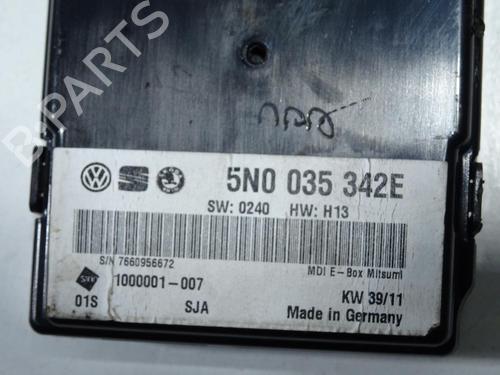 B-PARTS
5N0 035 342E
SW: 0240 HW: H13
S/N 7660956672
MDI E-Box Mitsumi
1000001-007
KW 39/11
01S
SJA
Made in Germany